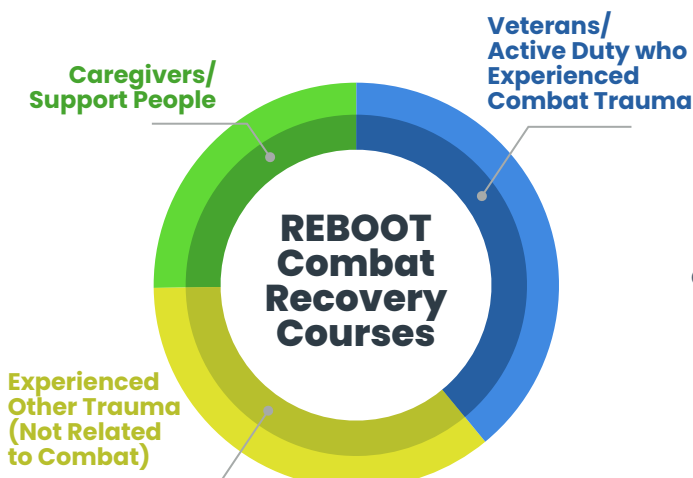 Veterans/
Active Duty who
Experienced
Combat Trauma
Caregivers/
Support People
REBOOT
Combat
Recovery
Courses
Experienced
Other Trauma
(Not Related
to Combat)